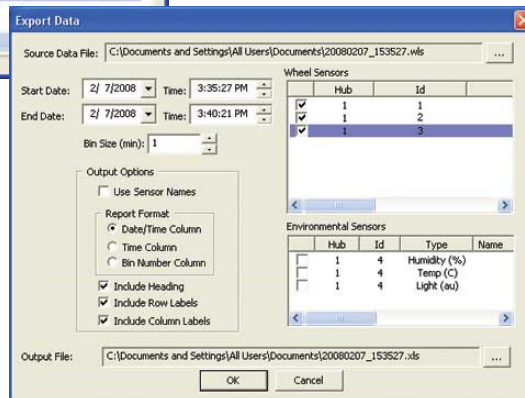 Export Data
Source Data File: C:\Documents and Settings\All Users\Documents\20080207_153527.wls ...
Start Date: 2/ 7/2008 Time: 3:35:27 PM
End Date: 2/ 7/2008 Time: 3:40:21 PM
Bin Size (min): 1
Output Options
Use Sensor Names
Report Format
Date/Time Column
Time Column
Bin Number Column
Include Heading
Include Row Labels
Include Column Labels
Wheel Sensors
Hub Id
1 1
1 2
1 3
Environmental Sensors
Hub Id Type Name
1 4 Humidity (%)
1 4 Temp (C)
1 4 Light (au)
Output File: C:\Documents and Settings\All Users\Documents\20080207_153527.xls ...
OK Cancel